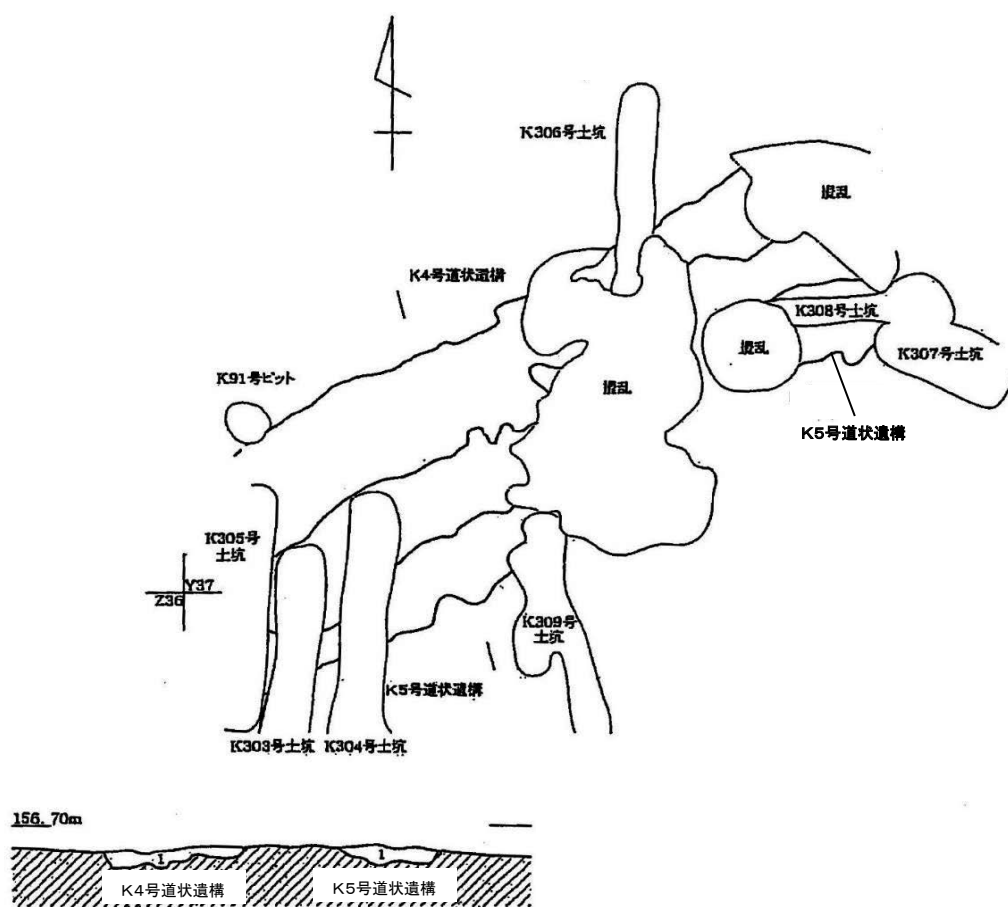 K306号土坑
撹乱
K4号道状遺構
K308号土坑
撹乱
K307号土坑
K91号ピット
撹乱
K5号道状遺構
K305号
土坑
Y37
Z36
K309号
土坑
K5号道状遺構
K303号土坑
K304号土坑
156.70m
1
1
K4号道状遺構
K5号道状遺構